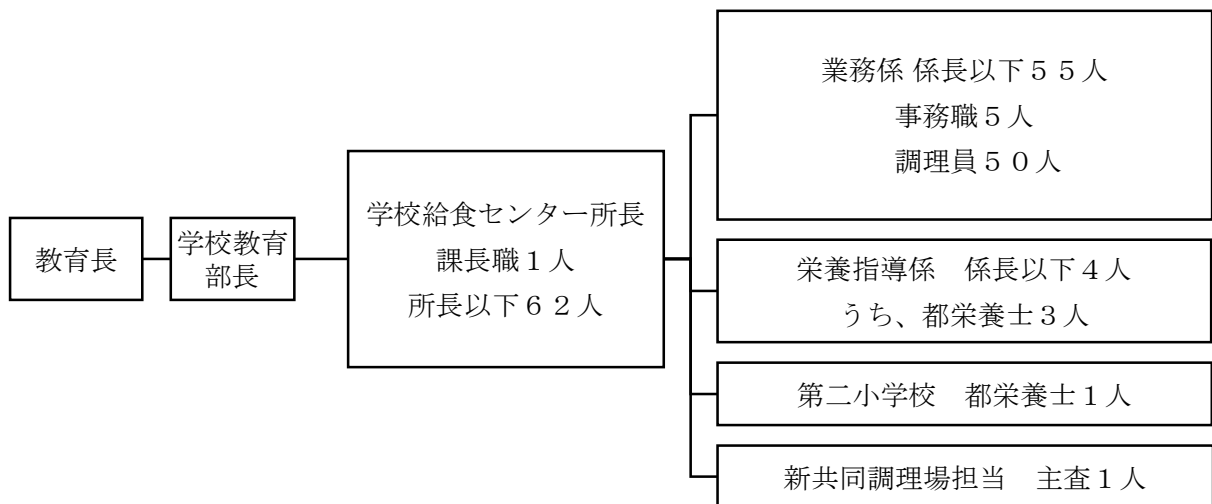 教育長
学校教育
部長
学校給食センター所長
課長職1人
所長以下62人
業務係 係長以下55人
事務職5人
調理員50人
栄養指導係 係長以下4人
うち、都栄養士3人
第二小学校 都栄養士1人
新共同調理場担当 主査1人